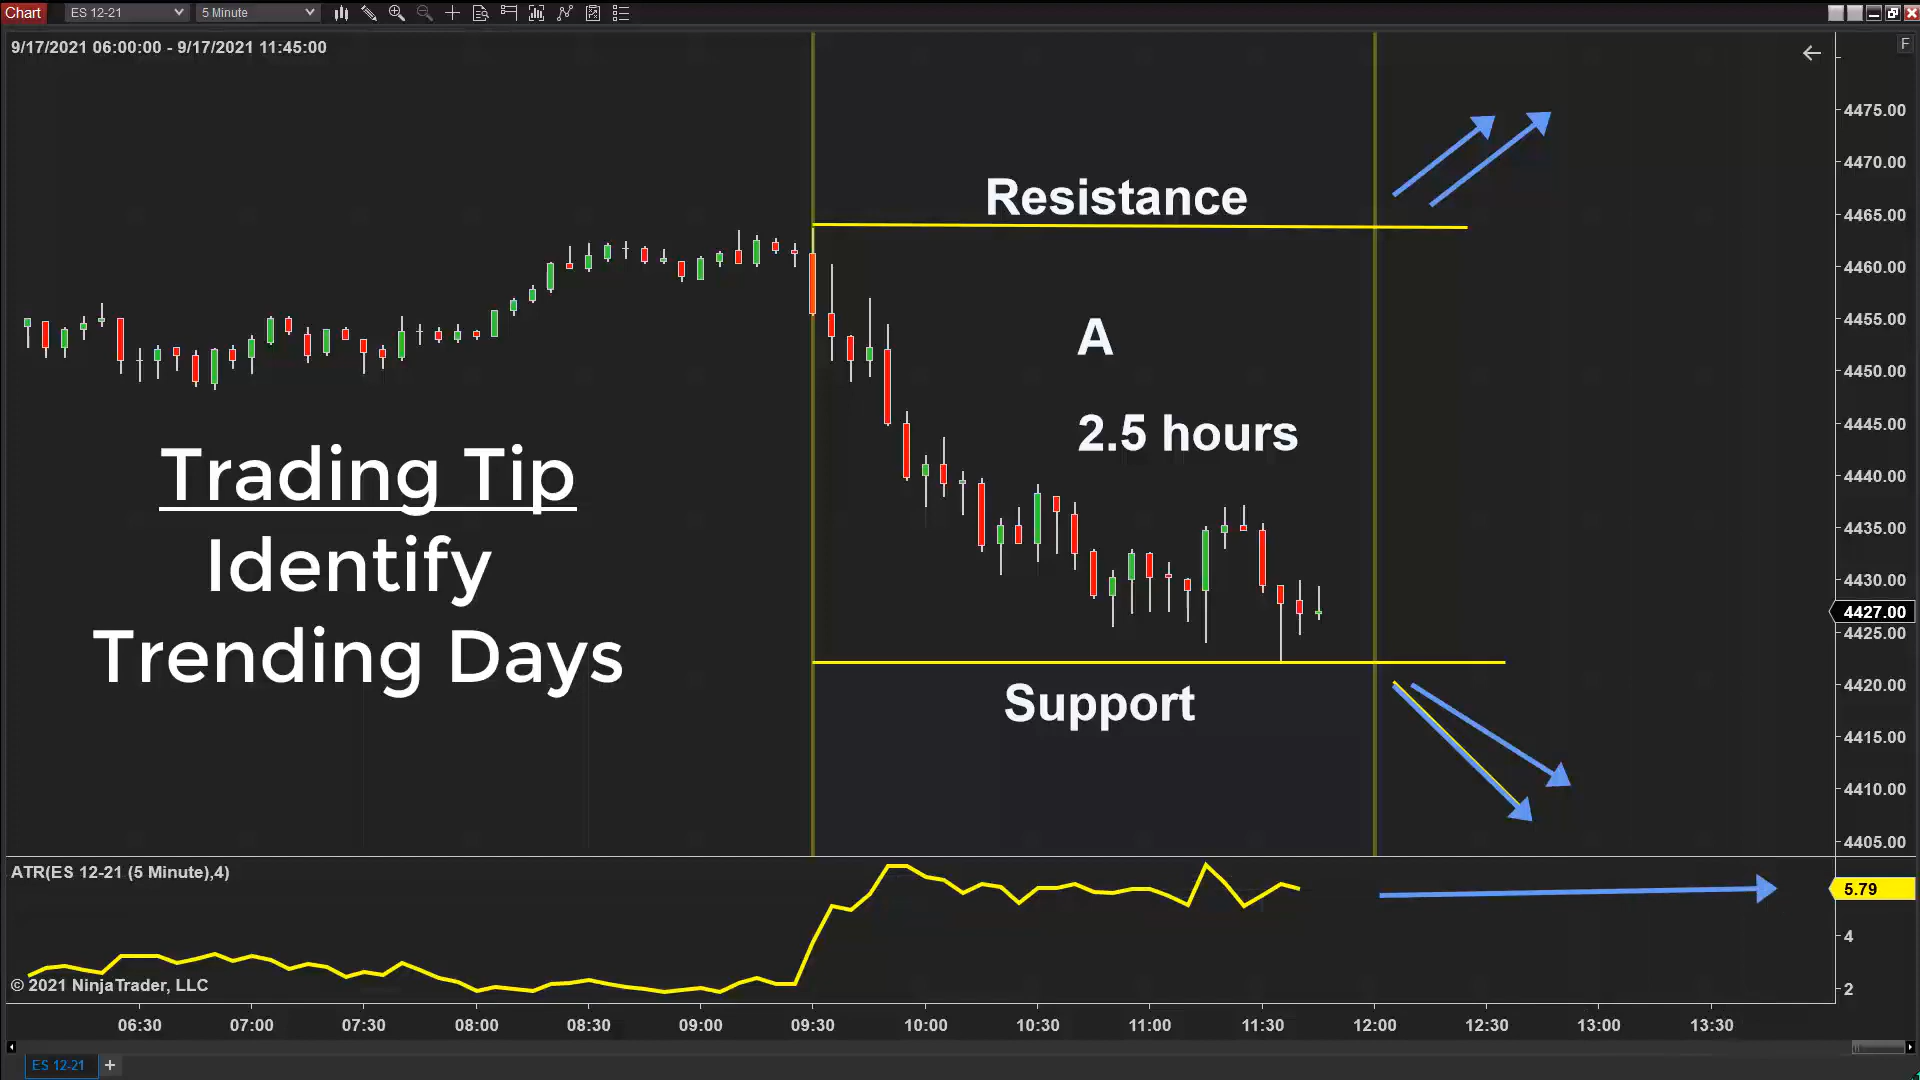 Chart
ES 12-21
5 Minute
9/17/2021 06:00:00 - 9/17/2021 11:45:00
F
4475.00
4470.00
Resistance
4465.00
4460.00
4455.00
A
4450.00
2.5 hours
4445.00
Trading Tip
4440.00
4435.00
Identify
4430.00
4427.00
4425.00
Trending Days
4420.00
Support
4415.00
4410.00
4405.00
ATR(ES 12-21 (5 Minute),4)
5.79
4
© 2021 NinjaTrader, LLC
2
06:30 07:00 07:30 08:00 08:30 09:00 09:30 10:00 10:30 11:00 11:30 12:00 12:30 13:00 13:30
ES 12-21 +